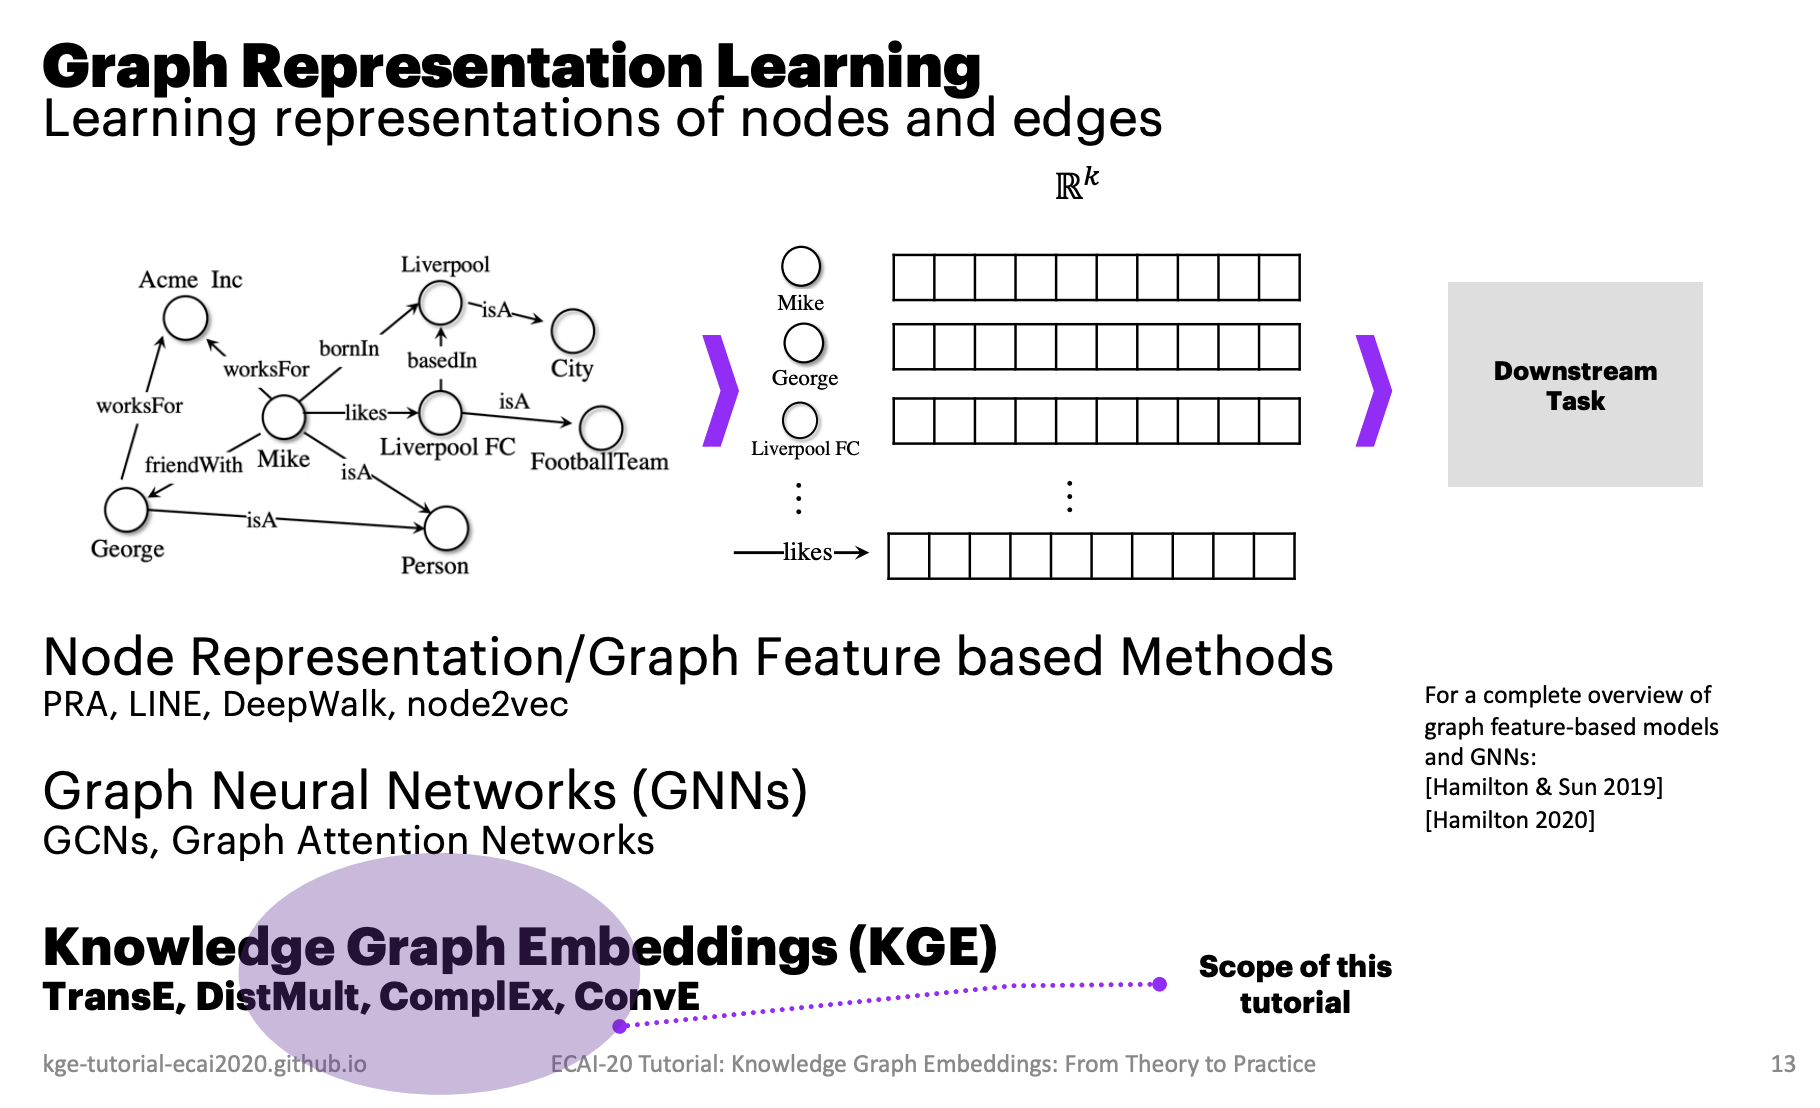 Graph Representation Learning
Learning representations of nodes and edges
ℝᵏ
Acme Inc
Liverpool
isA
City
bornIn
basedIn
worksFor
worksFor
likes
isA
Liverpool FC
FootballTeam
friendWith
Mike
isA
isA
George
Person
Mike
George
Liverpool FC
⋮
⋮
likes
Downstream
Task
Node Representation/Graph Feature based Methods
PRA, LINE, DeepWalk, node2vec
For a complete overview of
graph feature-based models
and GNNs:
[Hamilton & Sun 2019]
[Hamilton 2020]
Graph Neural Networks (GNNs)
GCNs, Graph Attention Networks
Knowledge Graph Embeddings (KGE)
TransE, DistMult, ComplEx, ConvE
Scope of this
tutorial
kge-tutorial-ecai2020.github.io
ECAI-20 Tutorial: Knowledge Graph Embeddings: From Theory to Practice
13